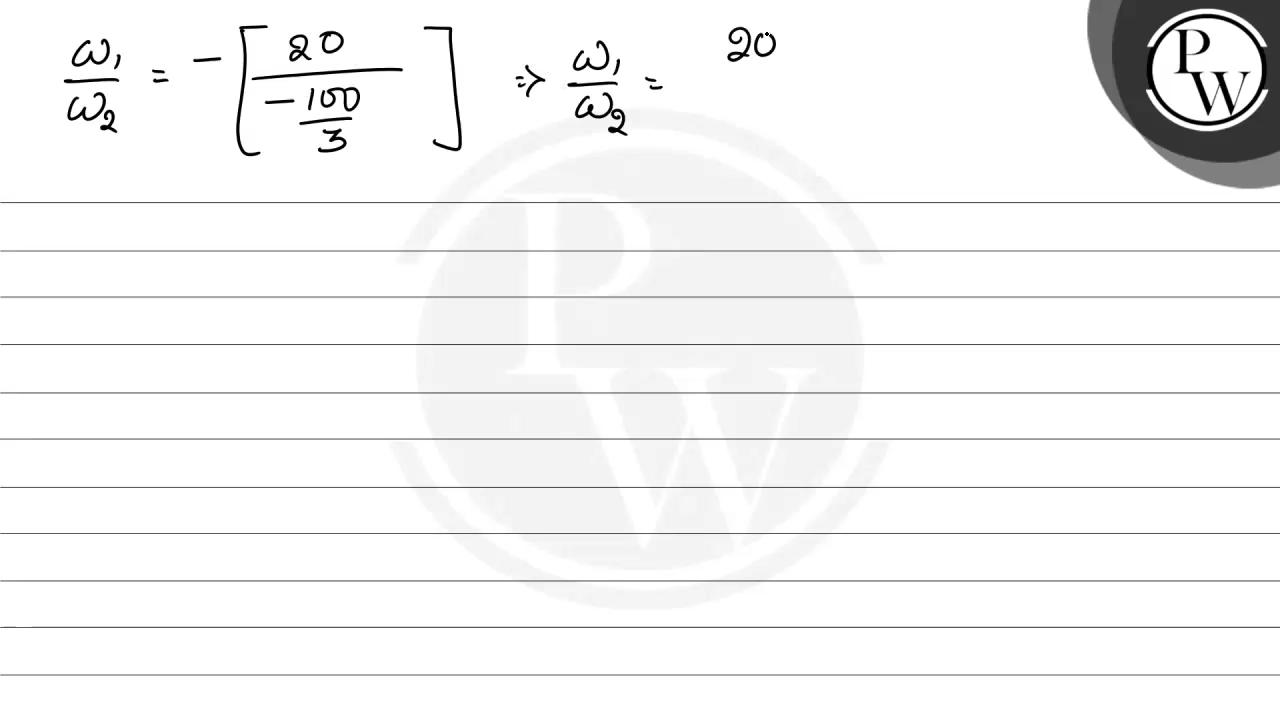 ω₁/ω₂ = - [20/(-100/3)] ⇒ ω₁/ω₂ = 20
P
W
P
W